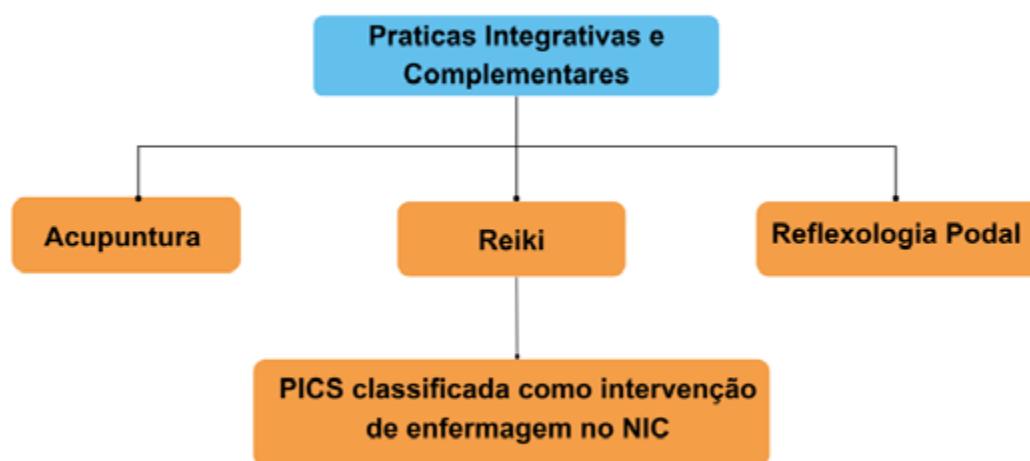 Praticas Integrativas e
Complementares
Acupuntura
Reiki
Reflexologia Podal
PICS classificada como intervenção
de enfermagem no NIC